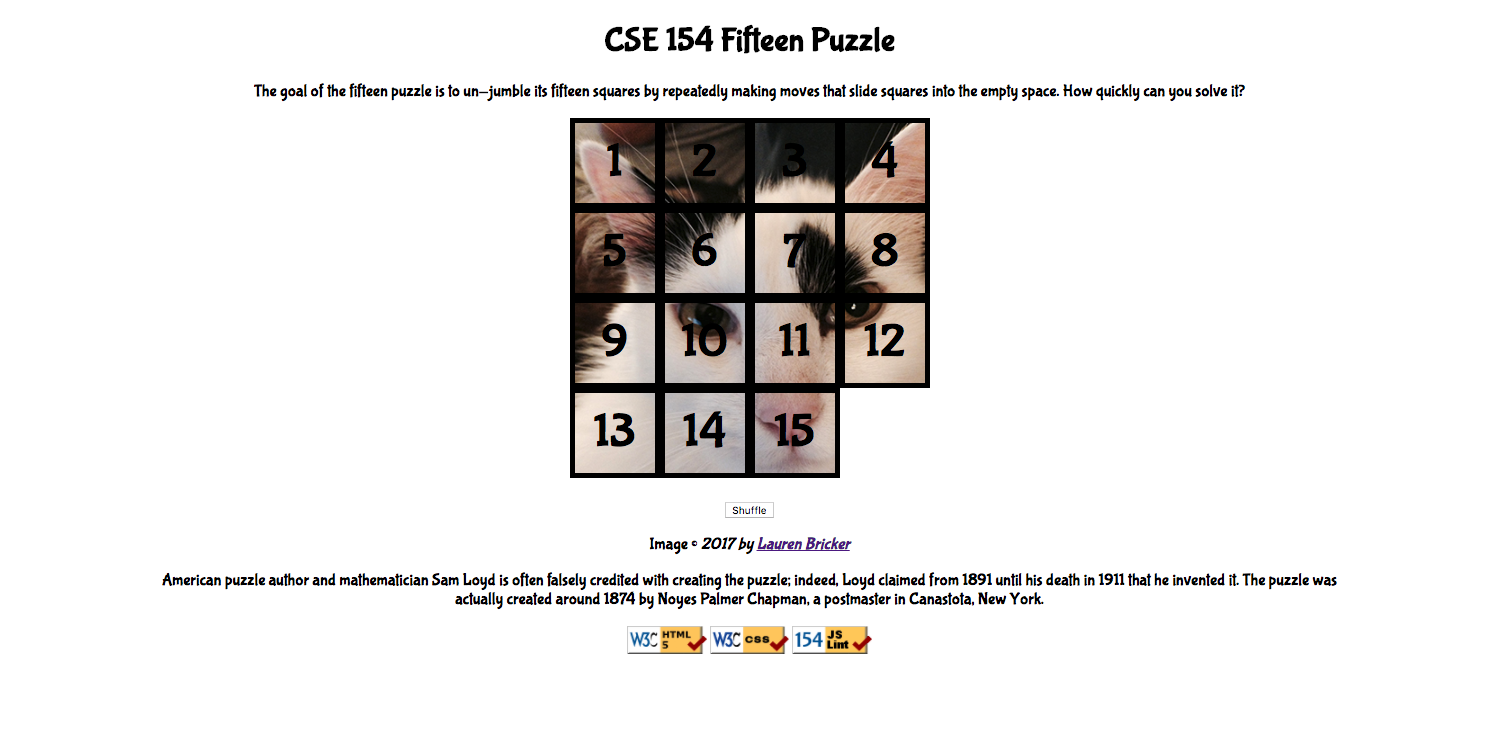 CSE 154 Fifteen Puzzle
The goal of the fifteen puzzle is to un-jumble its fifteen squares by repeatedly making moves that slide squares into the empty space. How quickly can you solve it?
1 2 3 4
5 6 7 8
9 10 11 12
13 14 15
Shuffle
Image © 2017 by Lauren Bricker
American puzzle author and mathematician Sam Loyd is often falsely credited with creating the puzzle; indeed, Loyd claimed from 1891 until his death in 1911 that he invented it. The puzzle was
actually created around 1874 by Noyes Palmer Chapman, a postmaster in Canastota, New York.
W3C HTML 5 W3C css 154 JS Lint